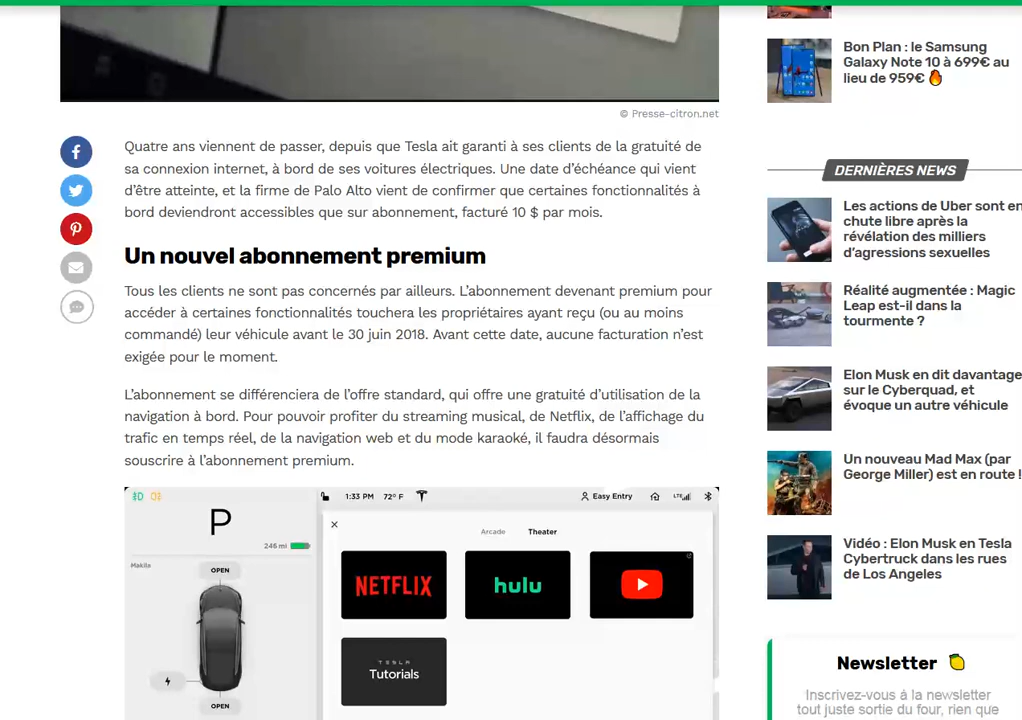 © Presse-citron.net
Quatre ans viennent de passer, depuis que Tesla ait garanti à ses clients de la gratuité de
sa connexion internet, à bord de ses voitures électriques. Une date d'échéance qui vient
d'être atteinte, et la firme de Palo Alto vient de confirmer que certaines fonctionnalités à
bord deviendront accessibles que sur abonnement, facturé 10 $ par mois.
Un nouvel abonnement premium
Tous les clients ne sont pas concernés par ailleurs. L'abonnement devenant premium pour
accéder à certaines fonctionnalités touchera les propriétaires ayant reçu (ou au moins
commandé) leur véhicule avant le 30 juin 2018. Avant cette date, aucune facturation n'est
exigée pour le moment.
L'abonnement se différenciera de l'offre standard, qui offre une gratuité d'utilisation de la
navigation à bord. Pour pouvoir profiter du streaming musical, de Netflix, de l'affichage du
trafic en temps réel, de la navigation web et du mode karaoké, il faudra désormais
souscrire à l'abonnement premium.
1:33 PM 72° F Easy Entry LTE
P
246 mi
Makita
OPEN
OPEN
Arcade Theater
NETFLIX hulu
TESLA
Tutorials
Bon Plan : le Samsung
Galaxy Note 10 à 699€ au
lieu de 959€
DERNIÈRES NEWS
Les actions de Uber sont en
chute libre après la
révélation des milliers
d'agressions sexuelles
Réalité augmentée : Magic
Leap est-il dans la
tourmente ?
Elon Musk en dit davantage
sur le Cyberquad, et
évoque un autre véhicule
Un nouveau Mad Max (par
George Miller) est en route !
Vidéo : Elon Musk en Tesla
Cybertruck dans les rues
de Los Angeles
Newsletter
Inscrivez-vous à la newsletter
tout juste sortie du four, rien que